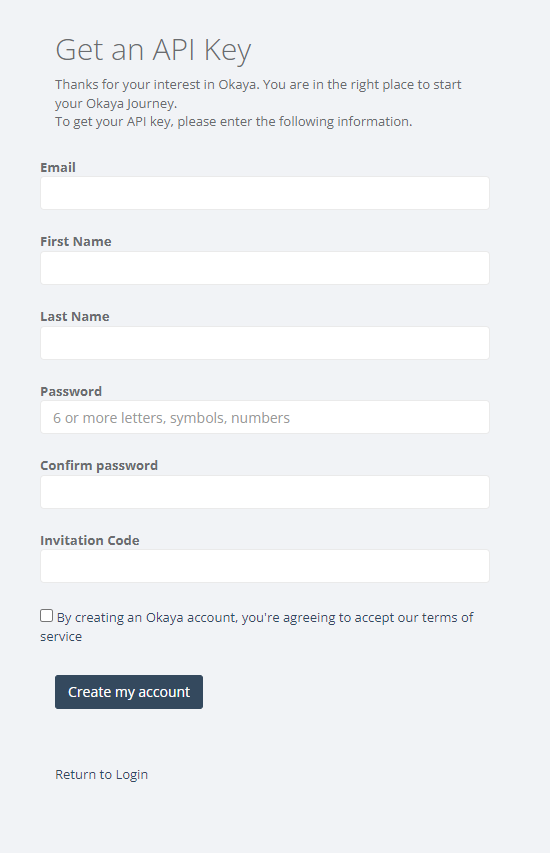 Get an API Key
Thanks for your interest in Okaya. You are in the right place to start
your Okaya Journey.
To get your API key, please enter the following information.
Email
First Name
Last Name
Password
6 or more letters, symbols, numbers
Confirm password
Invitation Code
By creating an Okaya account, you're agreeing to accept our terms of
service
Create my account
Return to Login